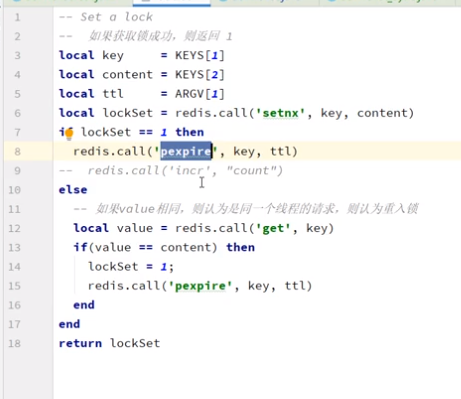 1 -- Set a lock
2 -- 如果获取锁成功，则返回 1
3 local key     = KEYS[1]
4 local content = KEYS[2]
5 local ttl     = ARGV[1]
6 local lockSet = redis.call('setnx', key, content)
7 if lockSet == 1 then
8   redis.call('pexpire', key, ttl)
9 --  redis.call('incr', "count")
10 else
11   -- 如果value相同，则认为是同一个线程的请求，则认为重入锁
12   local value = redis.call('get', key)
13   if(value == content) then
14     lockSet = 1;
15     redis.call('pexpire', key, ttl)
16   end
17 end
18 return lockSet